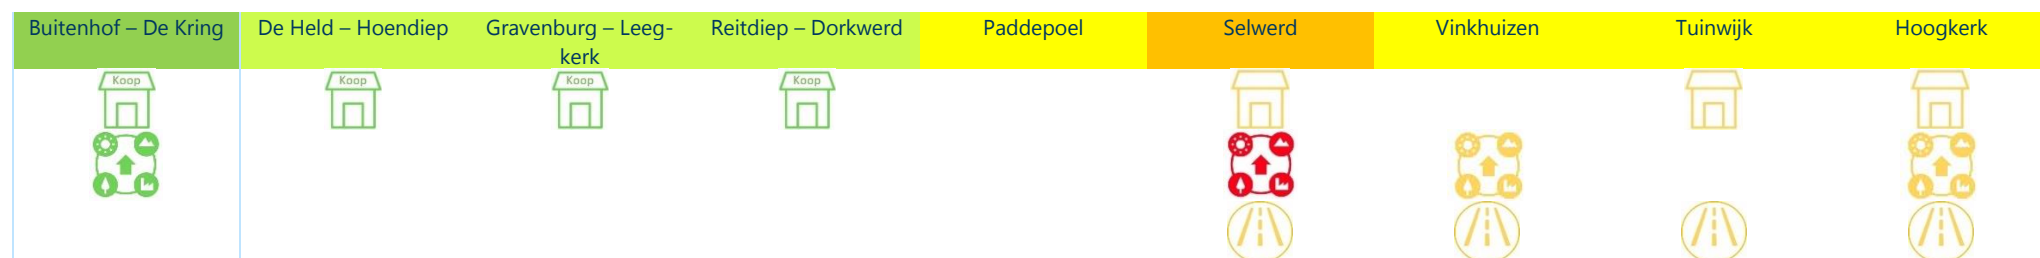 Buitenhof – De Kring
De Held – Hoendiep
Gravenburg – Leeg-
kerk
Reitdiep – Dorkwerd
Paddepoel
Selwerd
Vinkhuizen
Tuinwijk
Hoogkerk
Koop
Koop
Koop
Koop